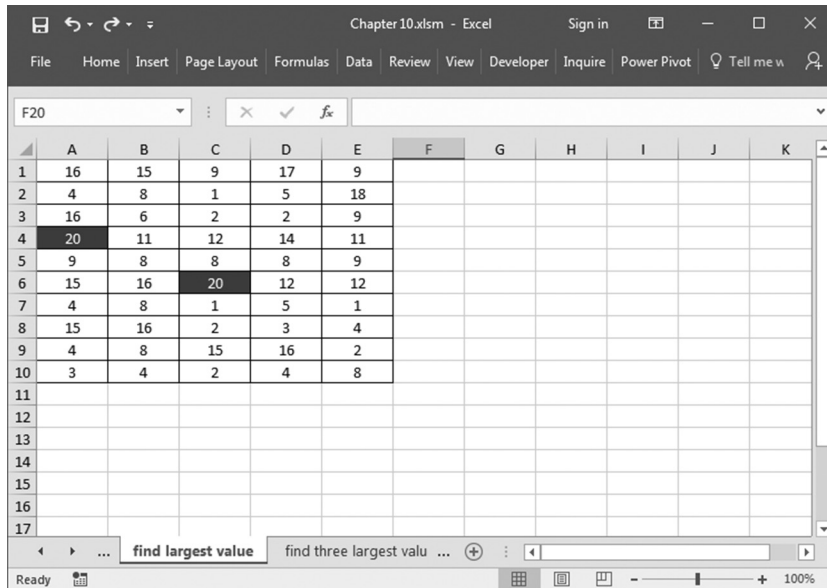 Chapter 10.xlsm - Excel Sign in
File Home Insert Page Layout Formulas Data Review View Developer Inquire Power Pivot Tell me w
F20 fx
A B C D E F G H I J K
1 16 15 9 17 9
2 4 8 1 5 18
3 16 6 2 2 9
4 20 11 12 14 11
5 9 8 8 8 9
6 15 16 20 12 12
7 4 8 1 5 1
8 15 16 2 3 4
9 4 8 15 16 2
10 3 4 2 4 8
11
12
13
14
15
16
17
... find largest value find three largest valu ...
Ready 100%